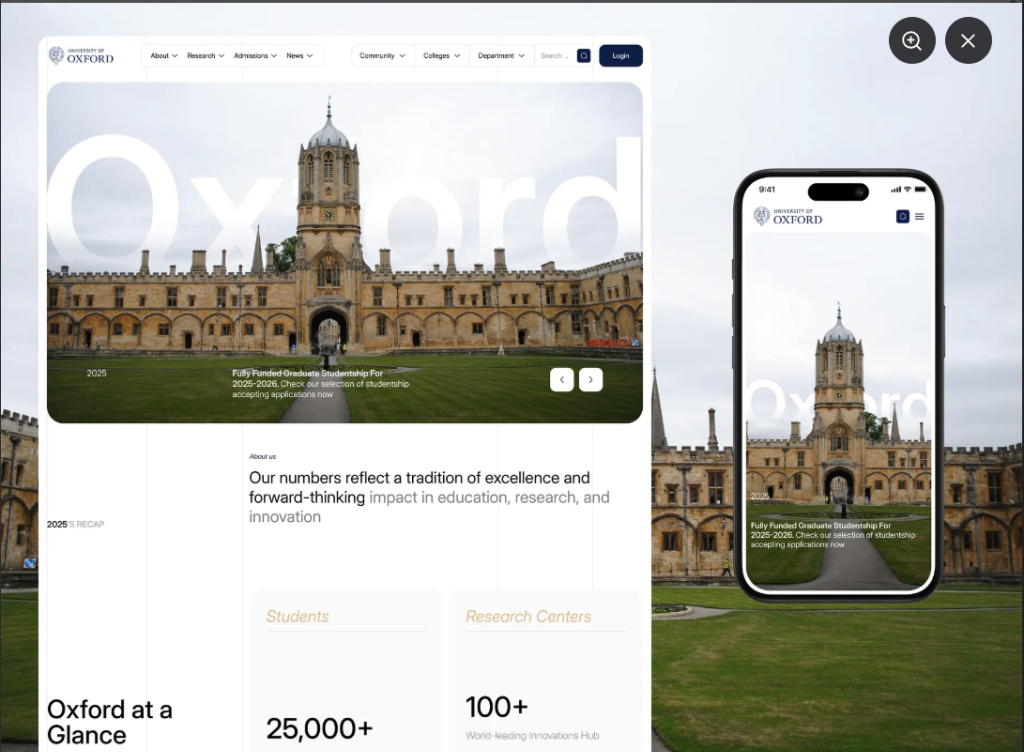 UNIVERSITY OF
OXFORD
About
Research
Admissions
News
Community
Colleges
Department
Search ...
Login
Oxford
2025
Fully Funded Graduate Studentship For
2025-2026. Check our selection of studentship
accepting applications now
About us
Our numbers reflect a tradition of excellence and
forward-thinking impact in education, research, and
innovation
2025'S RECAP
Students
Research Centers
Oxford at a
Glance
25,000+
100+
World-leading innovations Hub
9:41
UNIVERSITY OF
OXFORD
Oxford
2025
Fully Funded Graduate Studentship For
2025-2026. Check our selection of studentship
accepting applications now